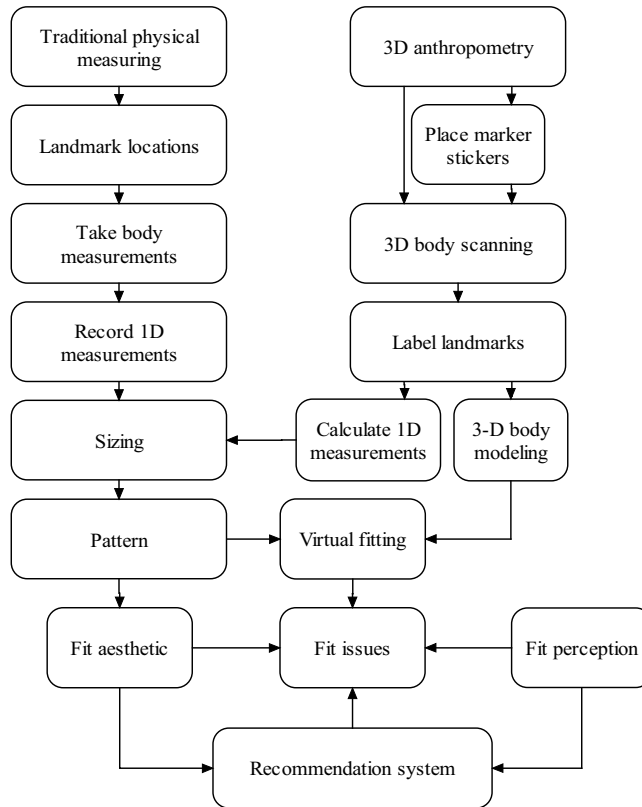 Traditional physical
measuring
3D anthropometry
Landmark locations
Place marker
stickers
Take body
measurements
3D body scanning
Record 1D
measurements
Label landmarks
Sizing
Calculate 1D
measurements
3-D body
modeling
Pattern
Virtual fitting
Fit aesthetic
Fit issues
Fit perception
Recommendation system